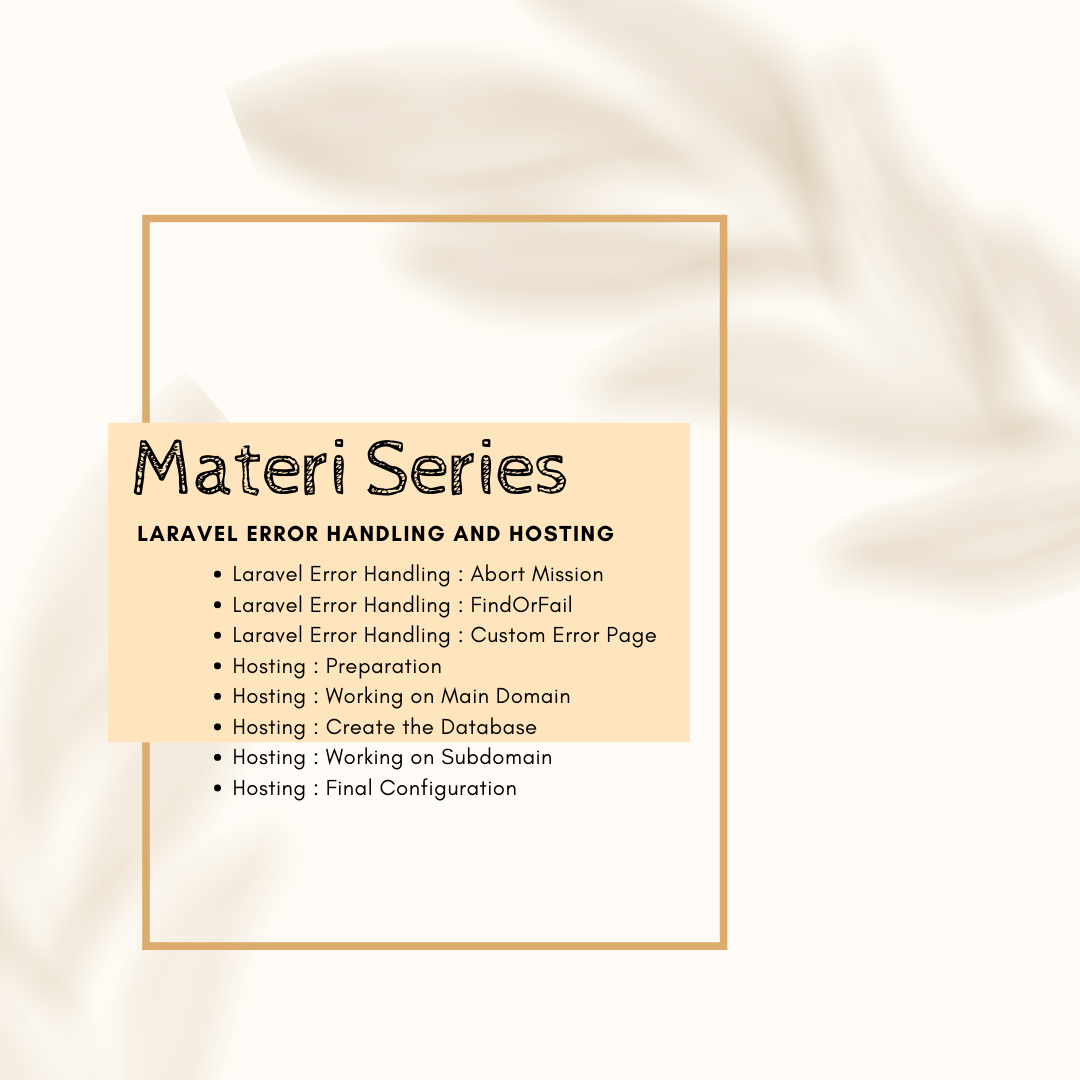 Materi Series
LARAVEL ERROR HANDLING AND HOSTING
• Laravel Error Handling : Abort Mission
• Laravel Error Handling : FindOrFail
• Laravel Error Handling : Custom Error Page
• Hosting : Preparation
• Hosting : Working on Main Domain
• Hosting : Create the Database
• Hosting : Working on Subdomain
• Hosting : Final Configuration